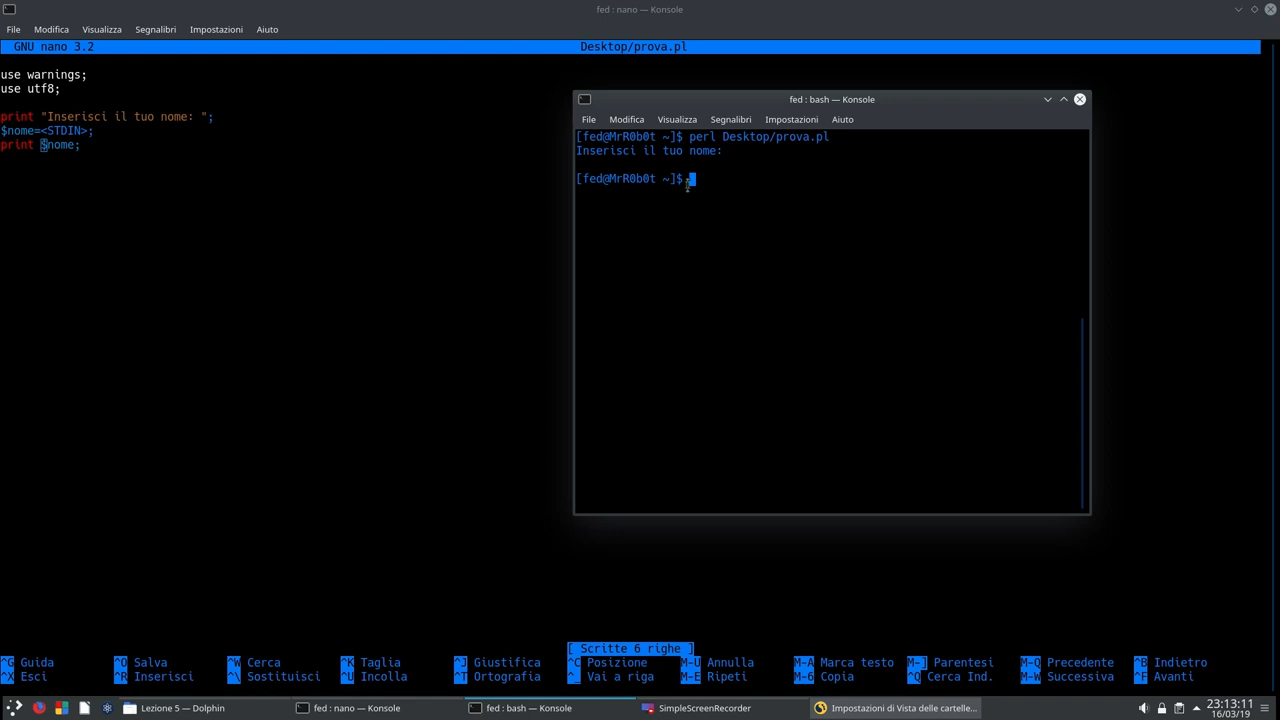 fed : nano — Konsole
File Modifica Visualizza Segnalibri Impostazioni Aiuto
GNU nano 3.2 Desktop/prova.pl
use warnings;
use utf8;
print "Inserisci il tuo nome: ";
$nome=<STDIN>;
print $nome;
fed : bash — Konsole
File Modifica Visualizza Segnalibri Impostazioni Aiuto
[fed@MrR0b0t ~]$ perl Desktop/prova.pl
Inserisci il tuo nome:
[fed@MrR0b0t ~]$
[ Scritte 6 righe ]
^G Guida ^O Salva ^W Cerca ^K Taglia ^J Giustifica ^C Posizione M-U Annulla M-A Marca testo M-] Parentesi M-Q Precedente ^B Indietro
^X Esci ^R Inserisci ^\ Sostituisci ^U Incolla ^T Ortografia ^_ Vai a riga M-E Ripeti M-6 Copia ^Q Cerca Ind. M-W Successiva ^F Avanti
Lezione 5 — Dolphin fed : nano — Konsole fed : bash — Konsole SimpleScreenRecorder Impostazioni di Vista delle cartelle... 23:13:11
16/03/19